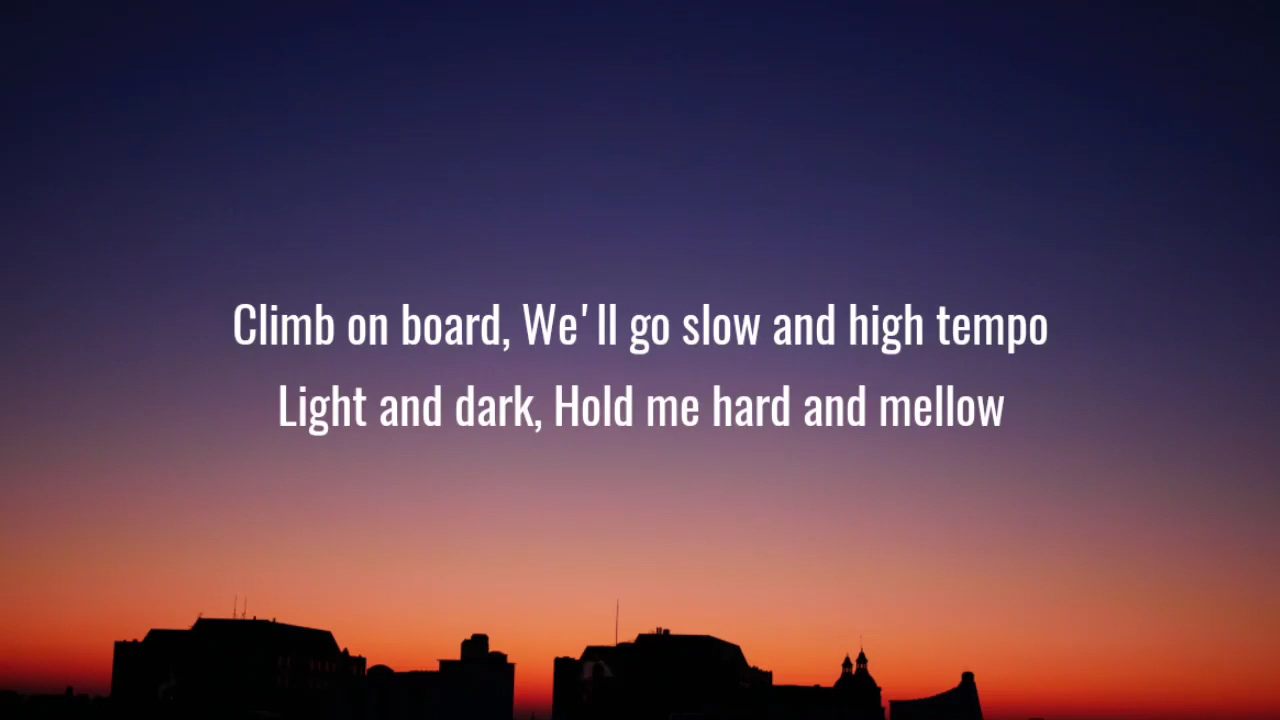 Climb on board, We'll go slow and high tempo
Light and dark, Hold me hard and mellow